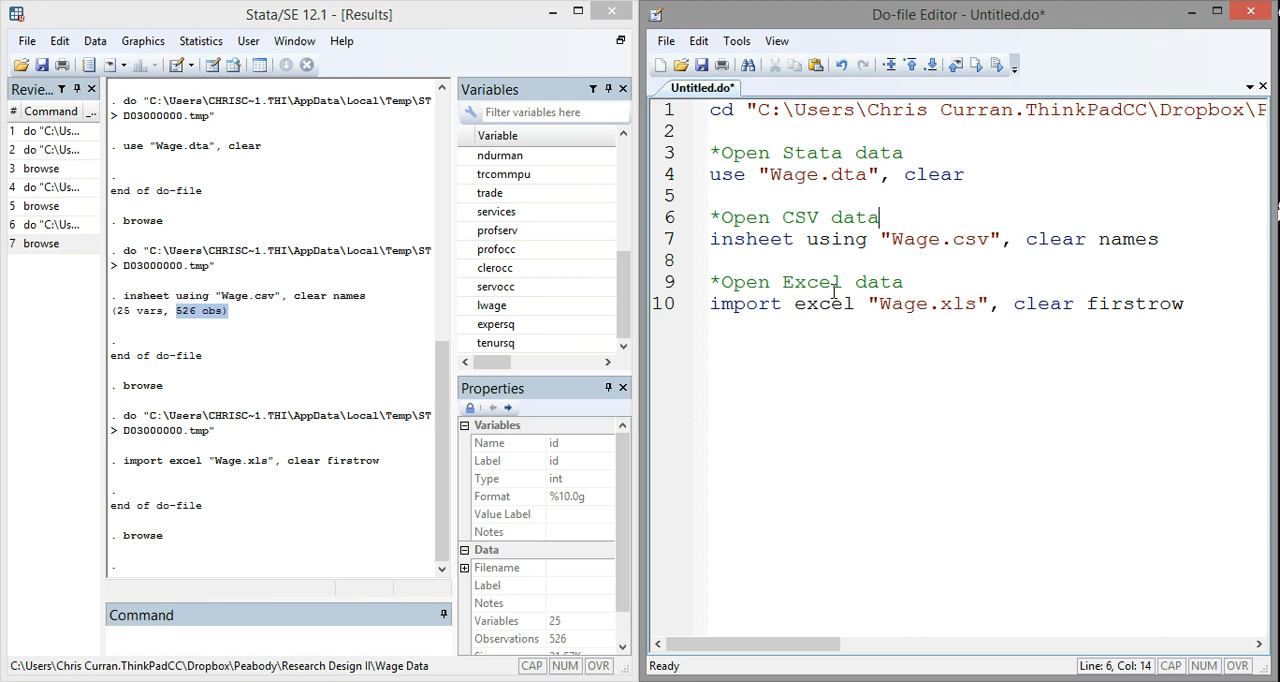 Stata/SE 12.1 - [Results]
File Edit Data Graphics Statistics User Window Help
Revie...
# Command
1 do "C:\Us...
2 do "C:\Us...
3 browse
4 do "C:\Us...
5 browse
6 do "C:\Us...
7 browse
. do "C:\Users\CHRISC~1.THI\AppData\Local\Temp\ST
> D03000000.tmp"
. use "Wage.dta", clear
.
end of do-file
. browse
. do "C:\Users\CHRISC~1.THI\AppData\Local\Temp\ST
> D03000000.tmp"
. insheet using "Wage.csv", clear names
(25 vars, 526 obs)
.
end of do-file
. browse
. do "C:\Users\CHRISC~1.THI\AppData\Local\Temp\ST
> D03000000.tmp"
. import excel "Wage.xls", clear firstrow
.
end of do-file
. browse
.
Command
Variables
Filter variables here
Variable
ndurman
trcommpu
trade
services
profserv
profocc
clerocc
servocc
lwage
expersq
tenursq
Properties
Variables
Name id
Label id
Type int
Format %10.0g
Value Label
Notes
Data
Filename
Label
Notes
Variables 25
Observations 526
C:\Users\Chris Curran.ThinkPadCC\Dropbox\Peabody\Research Design II\Wage Data
CAP NUM OVR
Do-file Editor - Untitled.do*
File Edit Tools View
Untitled.do*
1 cd "C:\Users\Chris Curran.ThinkPadCC\Dropbox\P
2
3 *Open Stata data
4 use "Wage.dta", clear
5
6 *Open CSV data
7 insheet using "Wage.csv", clear names
8
9 *Open Excel data
10 import excel "Wage.xls", clear firstrow
Ready
Line: 6, Col: 14 CAP NUM OVR